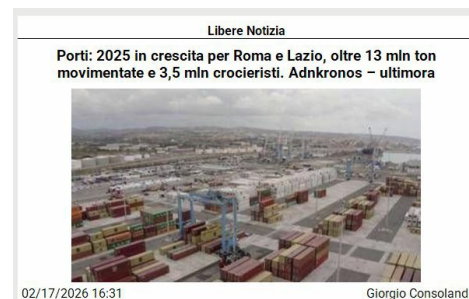 Libere Notizia
Porti: 2025 in crescita per Roma e Lazio, oltre 13 mln ton
movimentate e 3,5 mln crocieristi. Adnkronos – ultimora
02/17/2026 16:31
Giorgio Consoland